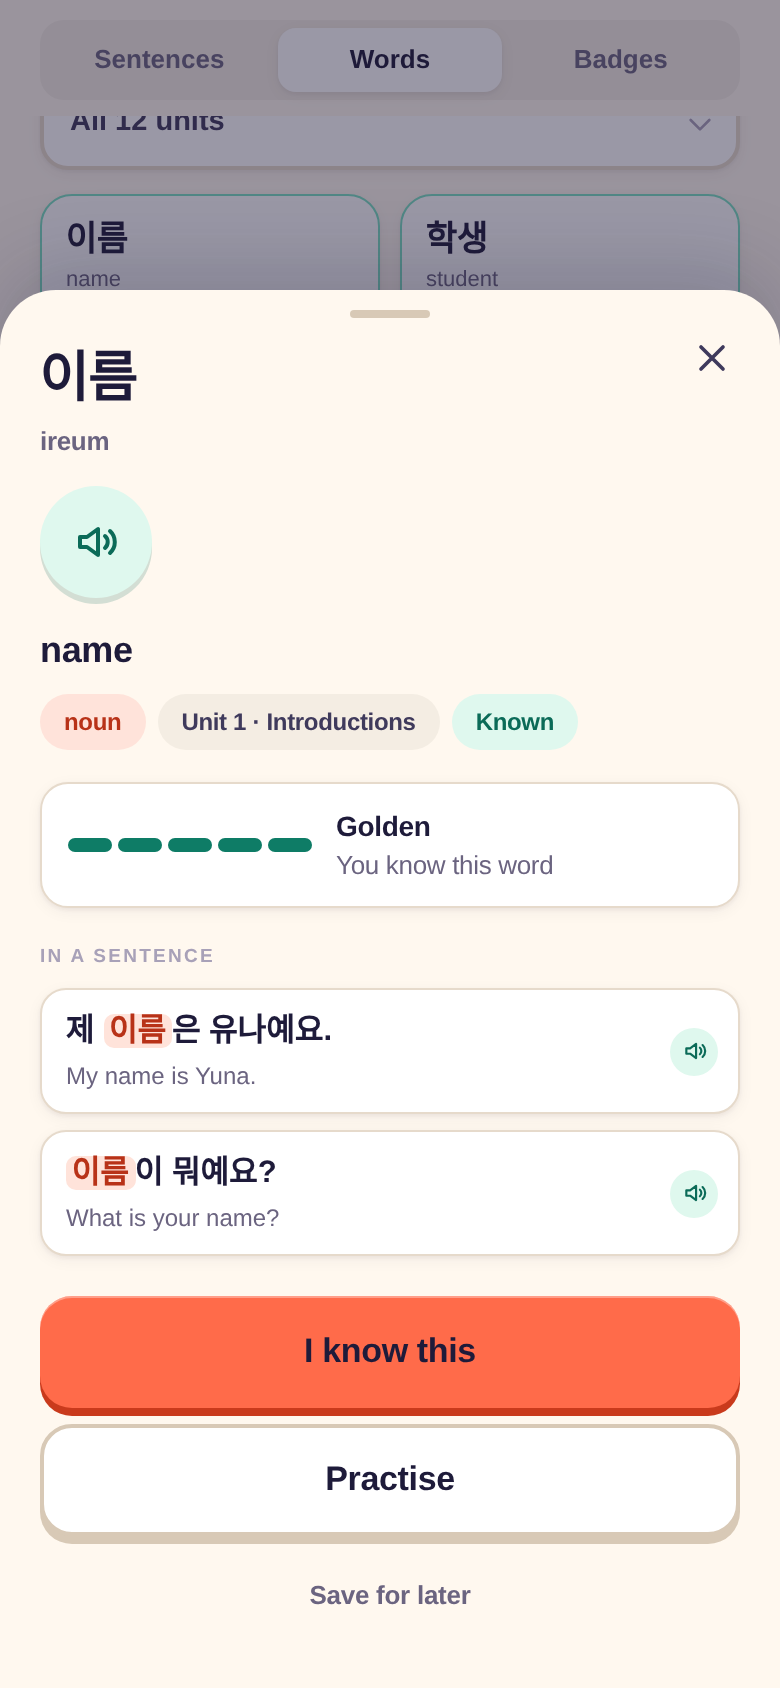 Sentences Words Badges
All 12 units
이름 학생
name student
이름
ireum
name
noun Unit 1 · Introductions Known
Golden
You know this word
IN A SENTENCE
제 이름은 유나예요.
My name is Yuna.
이름이 뭐예요?
What is your name?
I know this
Practise
Save for later